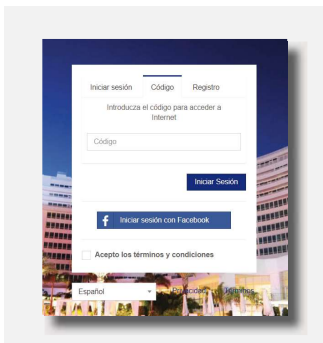 Iniciar sesión Código Registro
Introduzca el código para acceder a
Internet
Código
Iniciar Sesión
f Iniciar sesión con Facebook
Acepto los términos y condiciones
Español Privacidad Términos